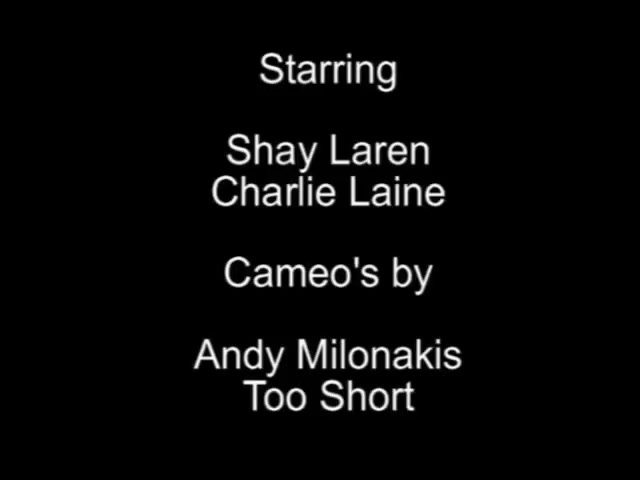 Starring
Shay Laren
Charlie Laine
Cameo's by
Andy Milonakis
Too Short